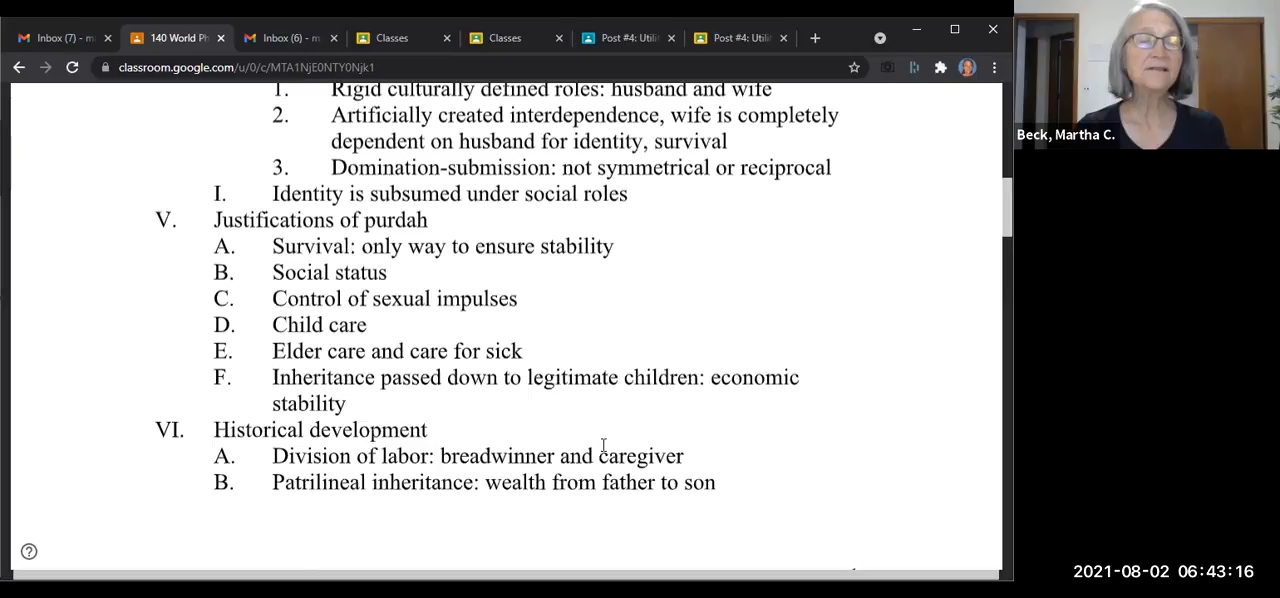 Inbox (7) - m
140 World Ph
Inbox (6) - m
Classes
Classes
Post #4: Utili
Post #4: Utili
classroom.google.com/u/0/c/MTA1NjE0NTY0Njk1
1. Rigid culturally defined roles: husband and wife
2. Artificially created interdependence, wife is completely
dependent on husband for identity, survival
3. Domination-submission: not symmetrical or reciprocal
I. Identity is subsumed under social roles
V. Justifications of purdah
A. Survival: only way to ensure stability
B. Social status
C. Control of sexual impulses
D. Child care
E. Elder care and care for sick
F. Inheritance passed down to legitimate children: economic
stability
VI. Historical development
A. Division of labor: breadwinner and caregiver
B. Patrilineal inheritance: wealth from father to son
Beck, Martha C.
2021-08-02 06:43:16